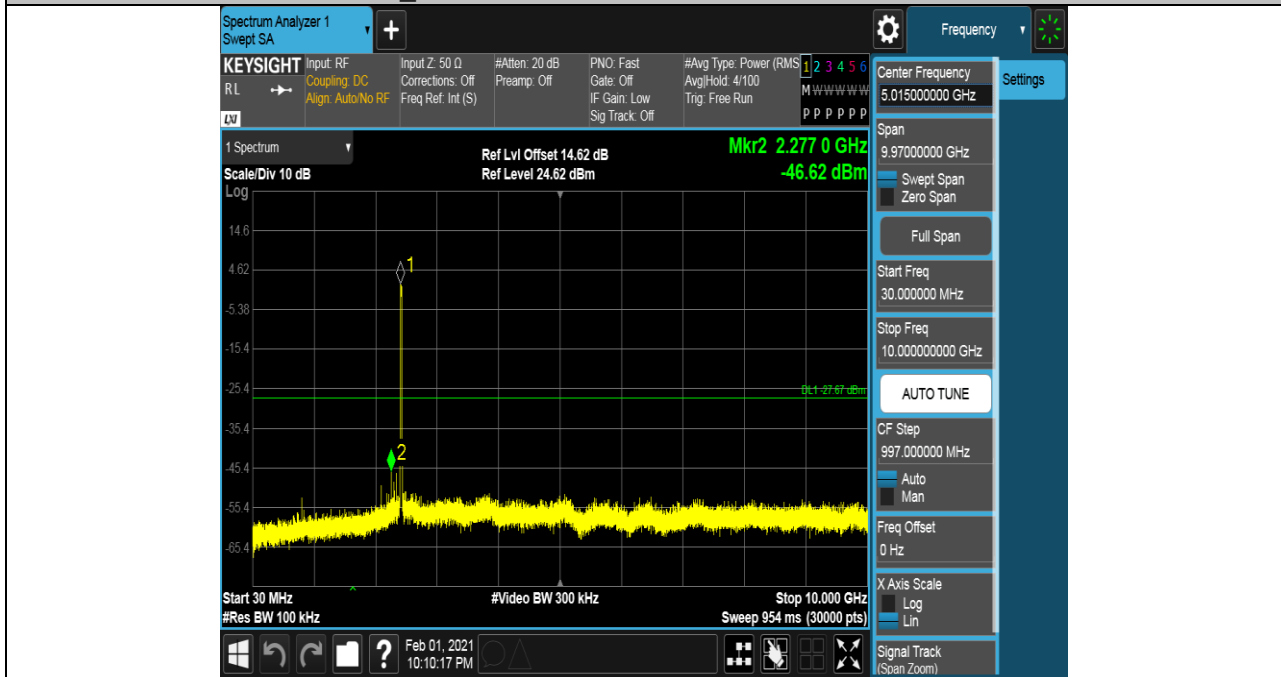 Spectrum Analyzer 1
Swept SA
+
Frequency
KEYSIGHT
RL
LXI
Input: RF
Coupling: DC
Align: Auto/No RF
Input Z: 50 Ω
Corrections: Off
Freq Ref: Int (S)
#Atten: 20 dB
Preamp: Off
PNO: Fast
Gate: Off
IF Gain: Low
Sig Track: Off
#Avg Type: Power (RMS
Avg|Hold: 4/100
Trig: Free Run
1 2 3 4 5 6
M W W W W W
P P P P P P
1 Spectrum
Scale/Div 10 dB
Ref Lvl Offset 14.62 dB
Ref Level 24.62 dBm
Mkr2 2.277 0 GHz
-46.62 dBm
Log
14.6
4.62
-5.38
-15.4
-25.4
-35.4
-45.4
-55.4
-65.4
1
2
DL1 -27.67 dBm
Start 30 MHz
#Res BW 100 kHz
#Video BW 300 kHz
Stop 10.000 GHz
Sweep 954 ms (30000 pts)
Center Frequency
5.015000000 GHz
Settings
Span
9.97000000 GHz
Swept Span
Zero Span
Full Span
Start Freq
30.000000 MHz
Stop Freq
10.000000000 GHz
AUTO TUNE
CF Step
997.000000 MHz
Auto
Man
Freq Offset
0 Hz
X Axis Scale
Log
Lin
Signal Track
(Span Zoom)
?
Feb 01, 2021
10:10:17 PM